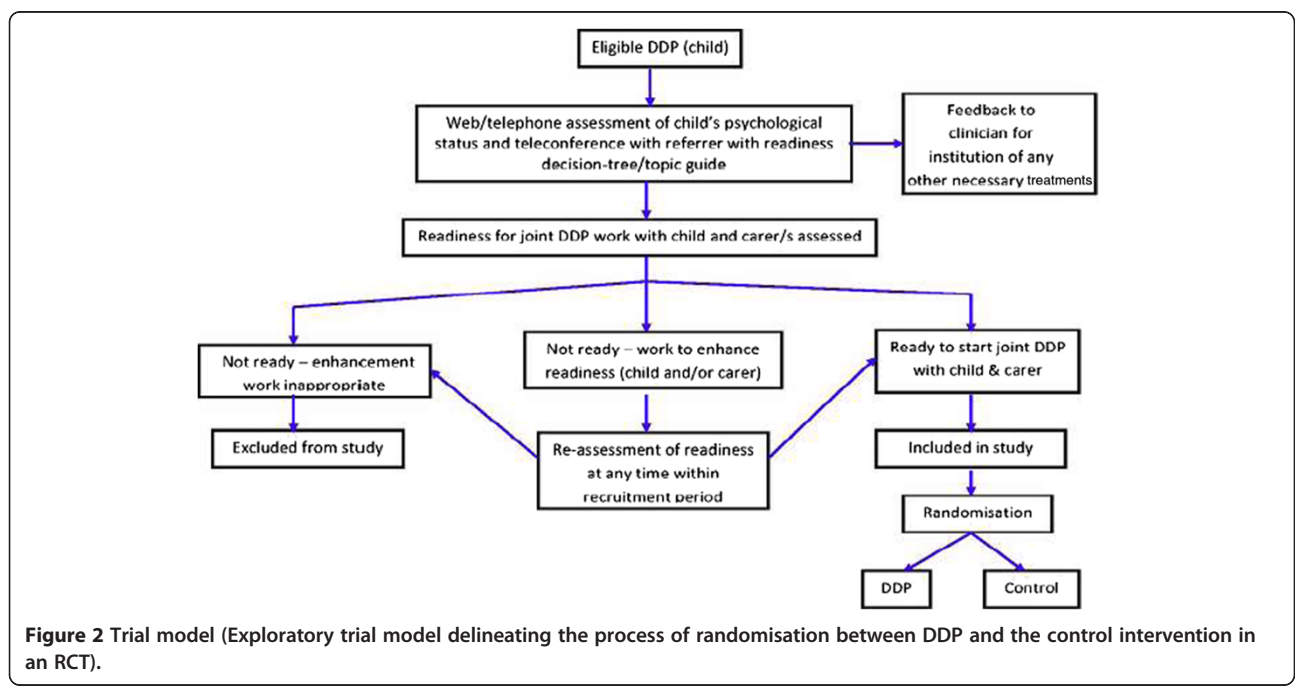 Eligible DDP (child)
Web/telephone assessment of child's psychological
status and teleconference with referrer with readiness
decision-tree/topic guide
Feedback to
clinician for
institution of any
other necessary treatments
Readiness for joint DDP work with child and carer/s assessed
Not ready – enhancement
work inappropriate
Not ready – work to enhance
readiness (child and/or carer)
Ready to start joint DDP
with child & carer
Excluded from study
Re-assessment of readiness
at any time within
recruitment period
Included in study
Randomisation
DDP
Control
Figure 2 Trial model (Exploratory trial model delineating the process of randomisation between DDP and the control intervention in
an RCT).